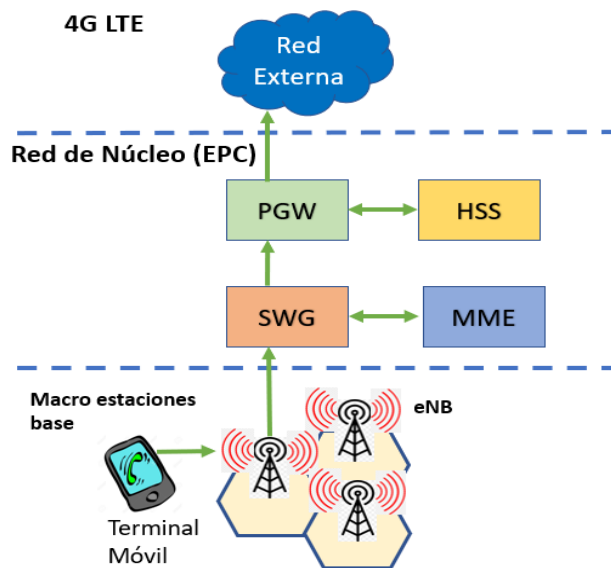 4G LTE
Red
Externa
Red de Núcleo (EPC)
PGW
HSS
SWG
MME
Macro estaciones
base
eNB
Terminal
Móvil